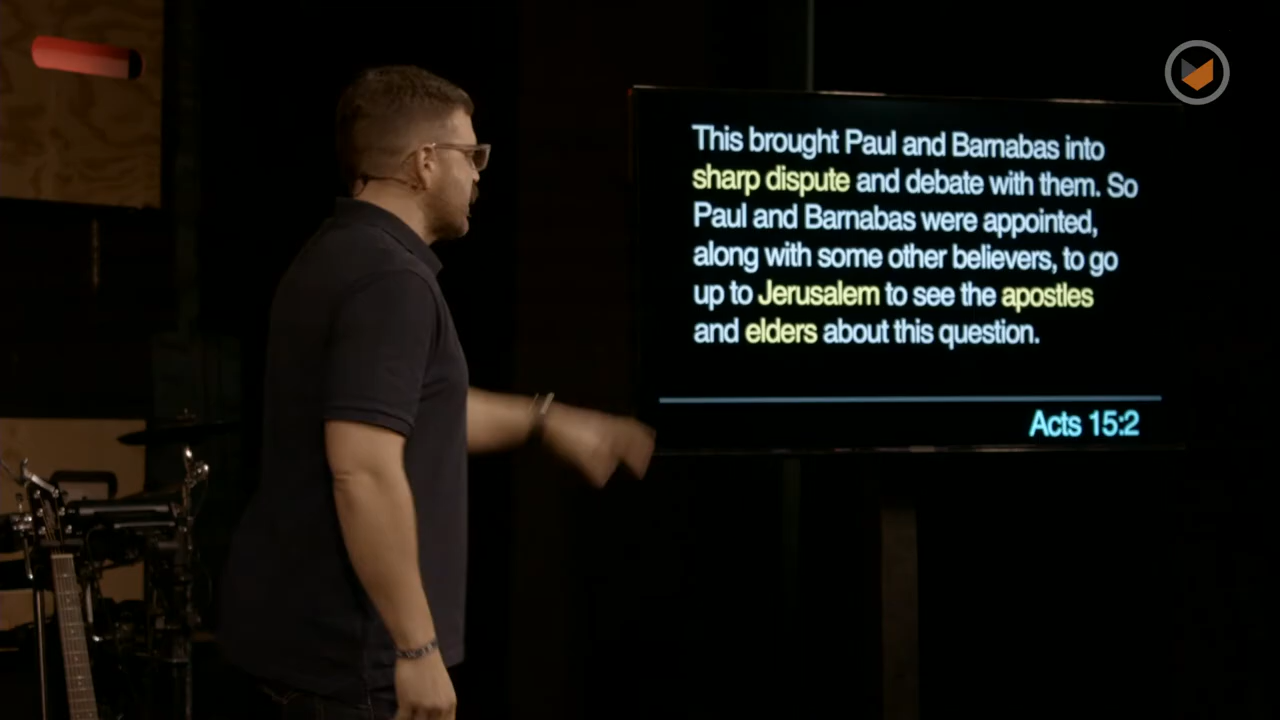 This brought Paul and Barnabas into
sharp dispute and debate with them. So
Paul and Barnabas were appointed,
along with some other believers, to go
up to Jerusalem to see the apostles
and elders about this question.
Acts 15:2